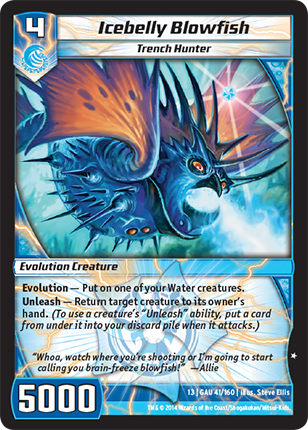 4
Icebelly Blowfish
Trench Hunter
Evolution Creature
Evolution — Put on one of your Water creatures.
Unleash — Return target creature to its owner's
hand. (To use a creature's "Unleash" ability, put a
card from under it into your discard pile when it attacks.)
"Whoa, watch where you're shooting or I'm going to start
calling you brain-freeze blowfish!" —Allie
5000
13 | GAU 41/160 | illus. Steve Ellis
TM & © 2014 Wizards of the Coast/Shogakukan/Mitsui-Kids.